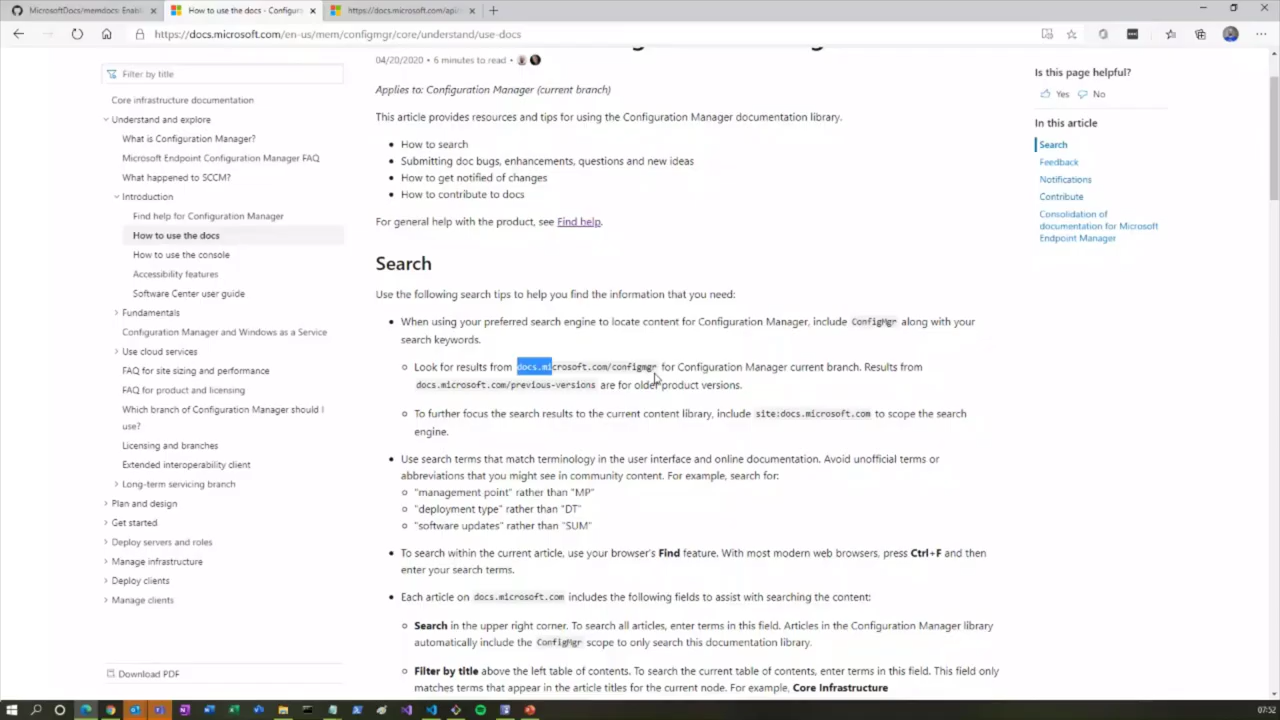 MicrosoftDocs/memdocs: Enabl
How to use the docs - Configura
https://docs.microsoft.com/api/
https://docs.microsoft.com/en-us/mem/configmgr/core/understand/use-docs
04/20/2020 • 6 minutes to read •
Applies to: Configuration Manager (current branch)
This article provides resources and tips for using the Configuration Manager documentation library.
• How to search
• Submitting doc bugs, enhancements, questions and new ideas
• How to get notified of changes
• How to contribute to docs
For general help with the product, see Find help.
Search
Use the following search tips to help you find the information that you need:
• When using your preferred search engine to locate content for Configuration Manager, include ConfigMgr along with your
search keywords.
Look for results from docs.microsoft.com/configmgr for Configuration Manager current branch. Results from
docs.microsoft.com/previous-versions are for older product versions.
To further focus the search results to the current content library, include site:docs.microsoft.com to scope the search
engine.
• Use search terms that match terminology in the user interface and online documentation. Avoid unofficial terms or
abbreviations that you might see in community content. For example, search for:
"management point" rather than "MP"
"deployment type" rather than "DT"
"software updates" rather than "SUM"
• To search within the current article, use your browser's Find feature. With most modern web browsers, press Ctrl+F and then
enter your search terms.
• Each article on docs.microsoft.com includes the following fields to assist with searching the content:
Search in the upper right corner. To search all articles, enter terms in this field. Articles in the Configuration Manager library
automatically include the ConfigMgr scope to only search this documentation library.
Filter by title above the left table of contents. To search the current table of contents, enter terms in this field. This field only
matches terms that appear in the article titles for the current node. For example, Core Infrastructure
Filter by title
Core infrastructure documentation
Understand and explore
What is Configuration Manager?
Microsoft Endpoint Configuration Manager FAQ
What happened to SCCM?
Introduction
Find help for Configuration Manager
How to use the docs
How to use the console
Accessibility features
Software Center user guide
Fundamentals
Configuration Manager and Windows as a Service
Use cloud services
FAQ for site sizing and performance
FAQ for product and licensing
Which branch of Configuration Manager should I
use?
Licensing and branches
Extended interoperability client
Long-term servicing branch
Plan and design
Get started
Deploy servers and roles
Manage infrastructure
Deploy clients
Manage clients
Download PDF
Is this page helpful?
Yes No
In this article
Search
Feedback
Notifications
Contribute
Consolidation of
documentation for Microsoft
Endpoint Manager
07:52